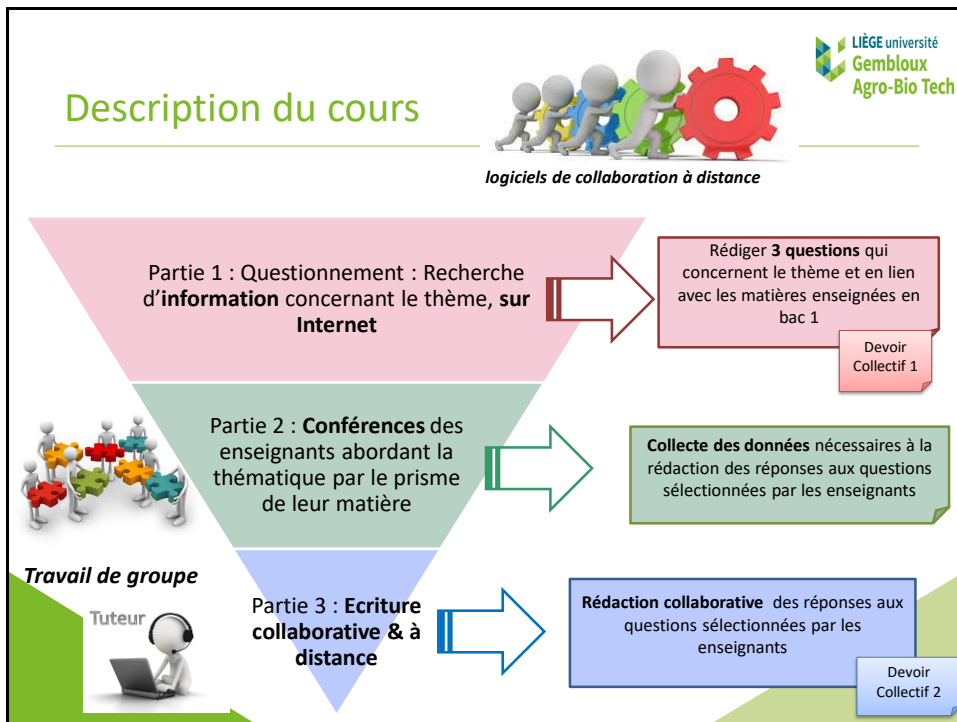 LIÈGE université
Gembloux
Agro-Bio Tech
Description du cours
logiciels de collaboration à distance
Partie 1 : Questionnement : Recherche
d'information concernant le thème, sur
Internet
Rédiger 3 questions qui
concernent le thème et en lien
avec les matières enseignées en
bac 1
Devoir
Collectif 1
Partie 2 : Conférences des
enseignants abordant la
thématique par le prisme
de leur matière
Collecte des données nécessaires à la
rédaction des réponses aux questions
sélectionnées par les enseignants
Travail de groupe
Tuteur
Partie 3 : Ecriture
collaborative & à
distance
Rédaction collaborative des réponses aux
questions sélectionnées par les
enseignants
Devoir
Collectif 2